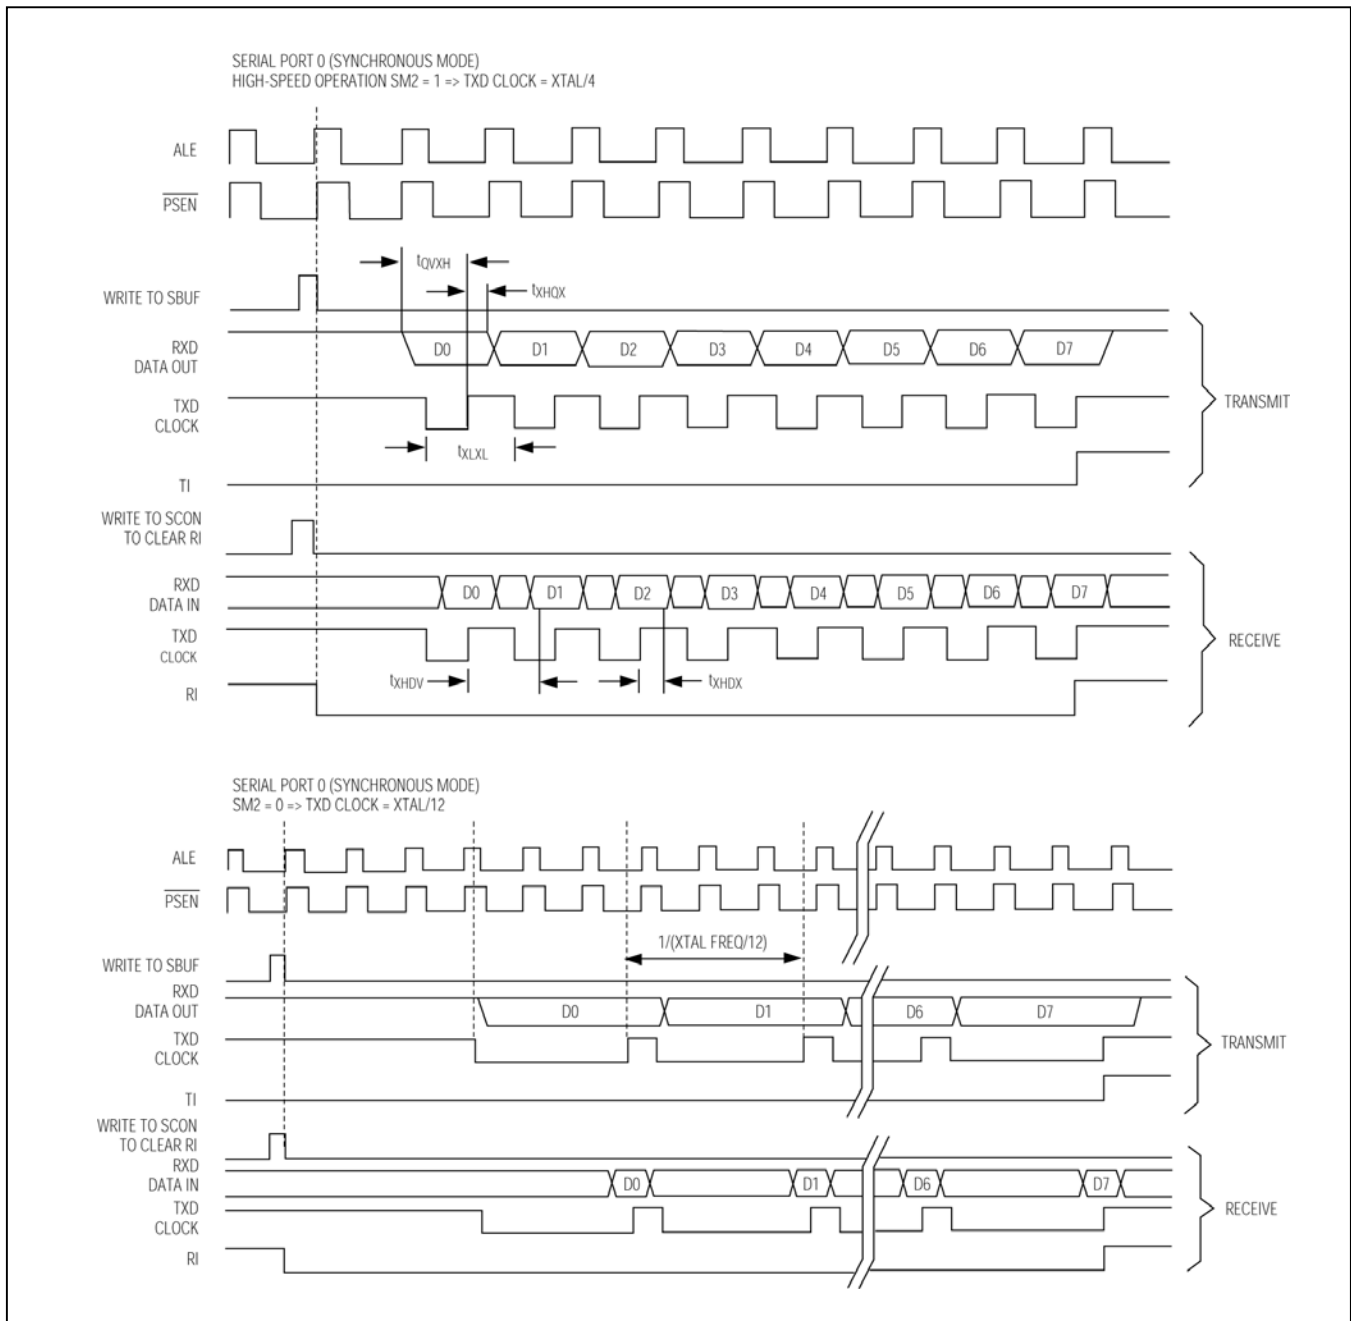 SERIAL PORT 0 (SYNCHRONOUS MODE)
HIGH-SPEED OPERATION SM2 = 1 => TXD CLOCK = XTAL/4
ALE
PSEN
tQVXH
WRITE TO SBUF
tXHQX
RXD
DATA OUT
D0 D1 D2 D3 D4 D5 D6 D7
TXD
CLOCK
TRANSMIT
tXLXL
TI
WRITE TO SCON
TO CLEAR RI
RXD
DATA IN
D0 D1 D2 D3 D4 D5 D6 D7
TXD
CLOCK
RECEIVE
tXHDV
tXHDX
RI
SERIAL PORT 0 (SYNCHRONOUS MODE)
SM2 = 0 => TXD CLOCK = XTAL/12
ALE
PSEN
1/(XTAL FREQ/12)
WRITE TO SBUF
RXD
DATA OUT
D0 D1 D6 D7
TXD
CLOCK
TRANSMIT
TI
WRITE TO SCON
TO CLEAR RI
RXD
DATA IN
D0 D1 D6 D7
TXD
CLOCK
RECEIVE
RI